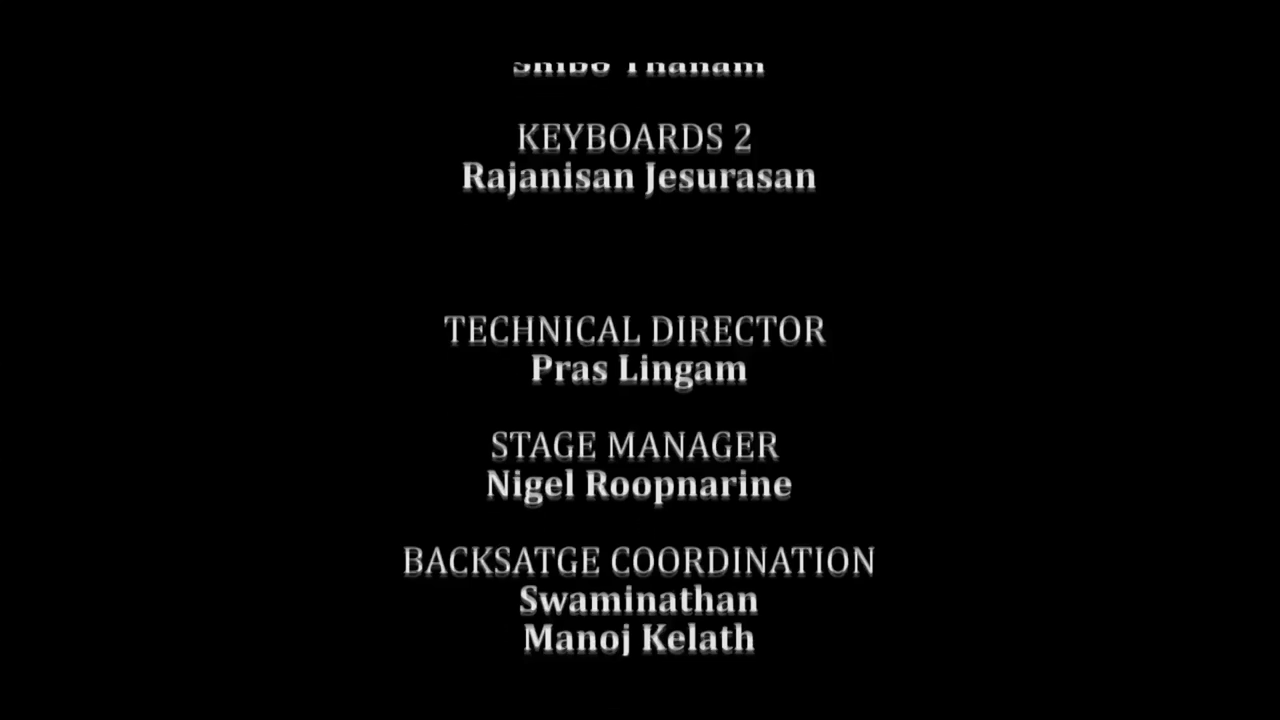 KEYBOARDS 2
Rajanisan Jesurasan
TECHNICAL DIRECTOR
Pras Lingam
STAGE MANAGER
Nigel Roopnarine
BACKSATGE COORDINATION
Swaminathan
Manoj Kelath